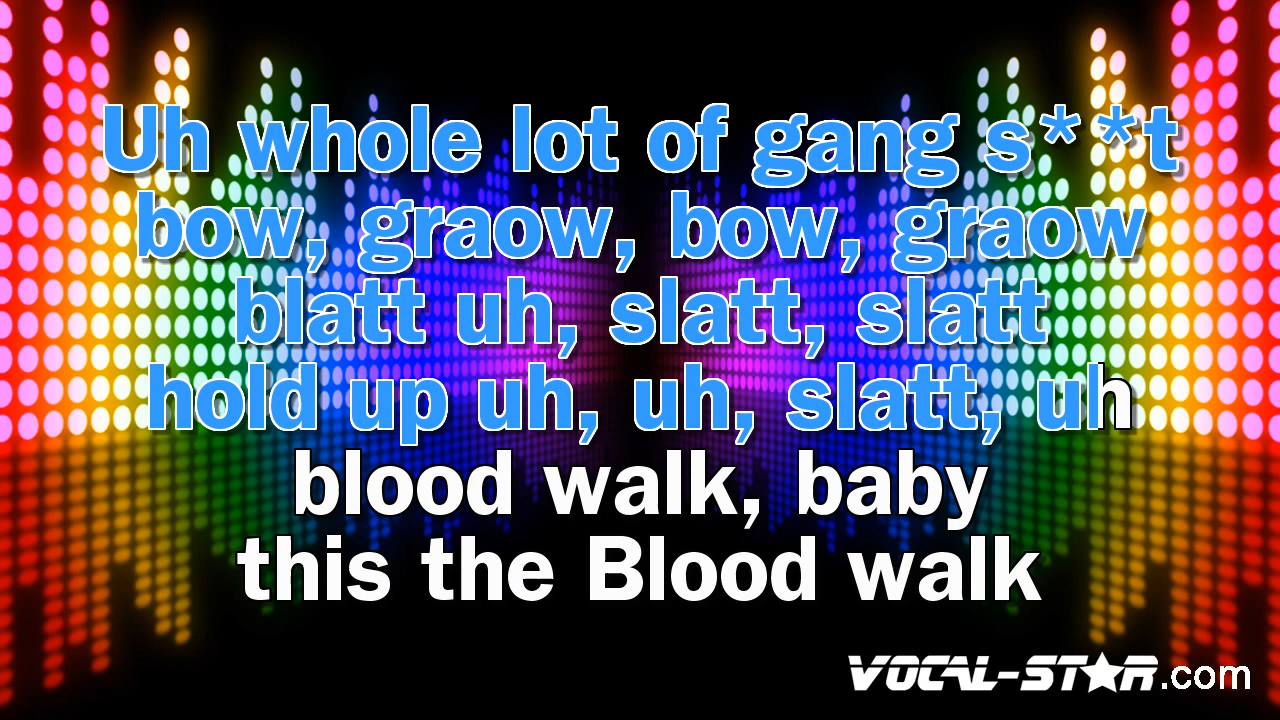 Uh whole lot of gang s**t
bow, graow, bow, graow
blatt uh, slatt, slatt
hold up uh, uh, slatt, uh
blood walk, baby
this the Blood walk
VOCAL-STAR.com